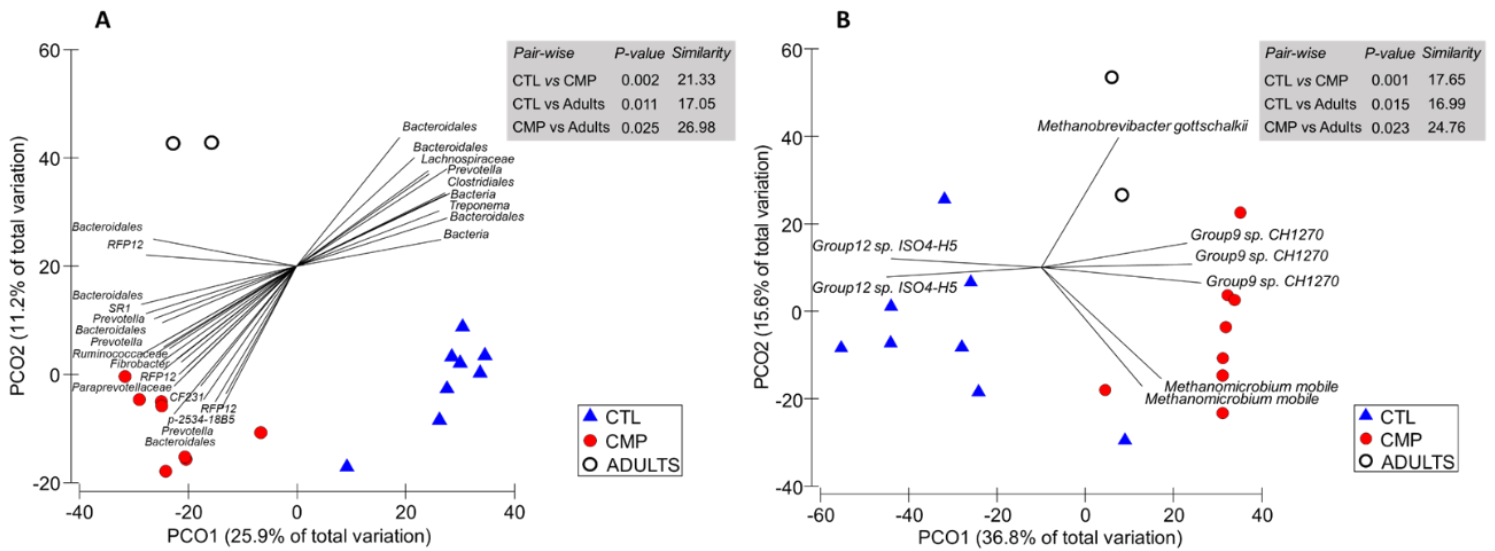 A
60
40
20
0
-20
-40
-20
0
20
40
PCO2 (11.2% of total variation)
PCO1 (25.9% of total variation)
Pair-wise P-value Similarity
CTL vs CMP 0.002 21.33
CTL vs Adults 0.011 17.05
CMP vs Adults 0.025 26.98
Bacteroidales
Bacteroidales
Lachnospiraceae
Prevotella
Clostridiales
Bacteria
Treponema
Bacteroidales
Bacteria
Bacteroidales
RFP12
Bacteroidales
SR1
Prevotella
Bacteroidales
Prevotella
Ruminococcaceae
Fibrobacter
RFP12
Paraprevotellaceae
CF231
RFP12
p-2534-18B5
Prevotella
Bacteroidales
CTL
CMP
ADULTS
B
60
40
20
0
-20
-40
-60
-40
-20
0
20
40
PCO2 (15.6% of total variation)
PCO1 (36.8% of total variation)
Pair-wise P-value Similarity
CTL vs CMP 0.001 17.65
CTL vs Adults 0.015 16.99
CMP vs Adults 0.023 24.76
Methanobrevibacter gottschalkii
Group12 sp. ISO4-H5
Group12 sp. ISO4-H5
Group9 sp. CH1270
Group9 sp. CH1270
Group9 sp. CH1270
Methanomicrobium mobile
Methanomicrobium mobile
CTL
CMP
ADULTS